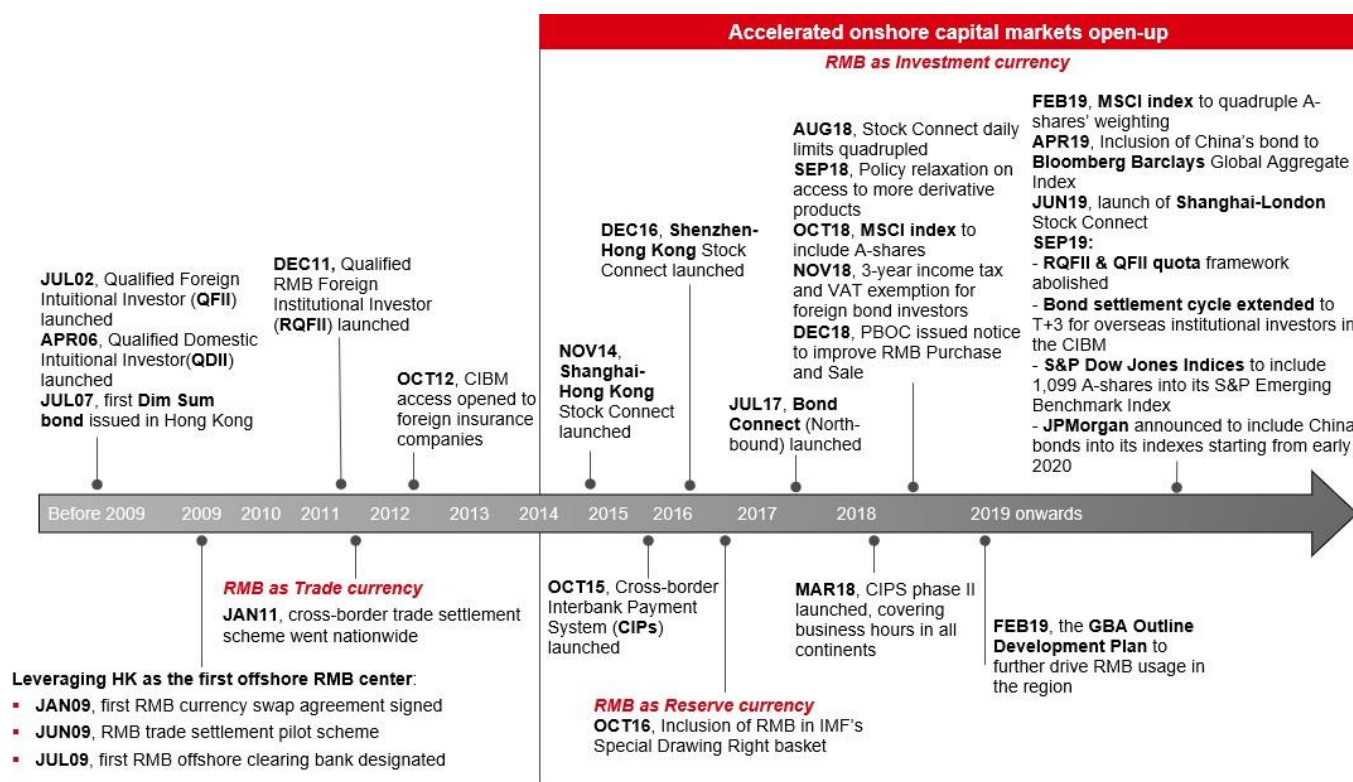 Accelerated onshore capital markets open-up
RMB as Investment currency
JUL02, Qualified Foreign
Intuitional Investor (QFII)
launched
APR06, Qualified Domestic
Intuitional Investor(QDII)
launched
JUL07, first Dim Sum
bond issued in Hong Kong
DEC11, Qualified
RMB Foreign
Institutional Investor
(RQFII) launched
OCT12, CIBM
access opened to
foreign insurance
companies
NOV14,
Shanghai-
Hong Kong
Stock Connect
launched
DEC16, Shenzhen-
Hong Kong Stock
Connect launched
JUL17, Bond
Connect (North-
bound) launched
AUG18, Stock Connect daily
limits quadrupled
SEP18, Policy relaxation on
access to more derivative
products
OCT18, MSCI index to
include A-shares
NOV18, 3-year income tax
and VAT exemption for
foreign bond investors
DEC18, PBOC issued notice
to improve RMB Purchase
and Sale
FEB19, MSCI index to quadruple A-
shares' weighting
APR19, Inclusion of China's bond to
Bloomberg Barclays Global Aggregate
Index
JUN19, launch of Shanghai-London
Stock Connect
SEP19:
- RQFII & QFII quota framework
abolished
- Bond settlement cycle extended to
T+3 for overseas institutional investors in
the CIBM
- S&P Dow Jones Indices to include
1,099 A-shares into its S&P Emerging
Benchmark Index
- JPMorgan announced to include China
bonds into its indexes starting from early
2020
Before 2009 2009 2010 2011 2012 2013 2014 2015 2016 2017 2018 2019 onwards
RMB as Trade currency
JAN11, cross-border trade settlement
scheme went nationwide
Leveraging HK as the first offshore RMB center:
▪ JAN09, first RMB currency swap agreement signed
▪ JUN09, RMB trade settlement pilot scheme
▪ JUL09, first RMB offshore clearing bank designated
OCT15, Cross-border
Interbank Payment
System (CIPs)
launched
RMB as Reserve currency
OCT16, Inclusion of RMB in IMF's
Special Drawing Right basket
MAR18, CIPS phase II
launched, covering
business hours in all
continents
FEB19, the GBA Outline
Development Plan to
further drive RMB usage in
the region